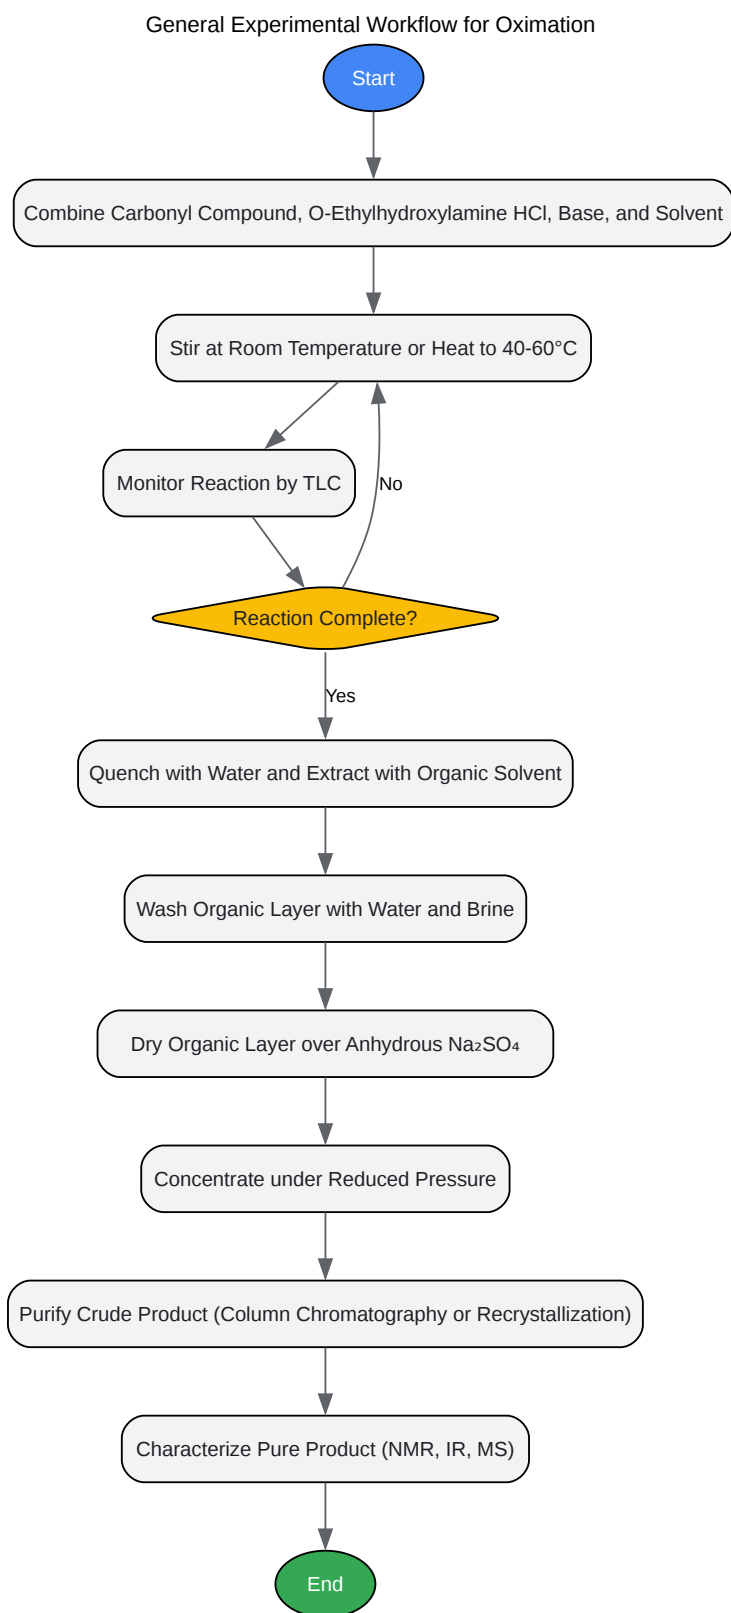 General Experimental Workflow for Oximation
Start
Combine Carbonyl Compound, O-Ethylhydroxylamine HCl, Base, and Solvent
Stir at Room Temperature or Heat to 40-60°C
Monitor Reaction by TLC
No
Reaction Complete?
Yes
Quench with Water and Extract with Organic Solvent
Wash Organic Layer with Water and Brine
Dry Organic Layer over Anhydrous Na₂SO₄
Concentrate under Reduced Pressure
Purify Crude Product (Column Chromatography or Recrystallization)
Characterize Pure Product (NMR, IR, MS)
End